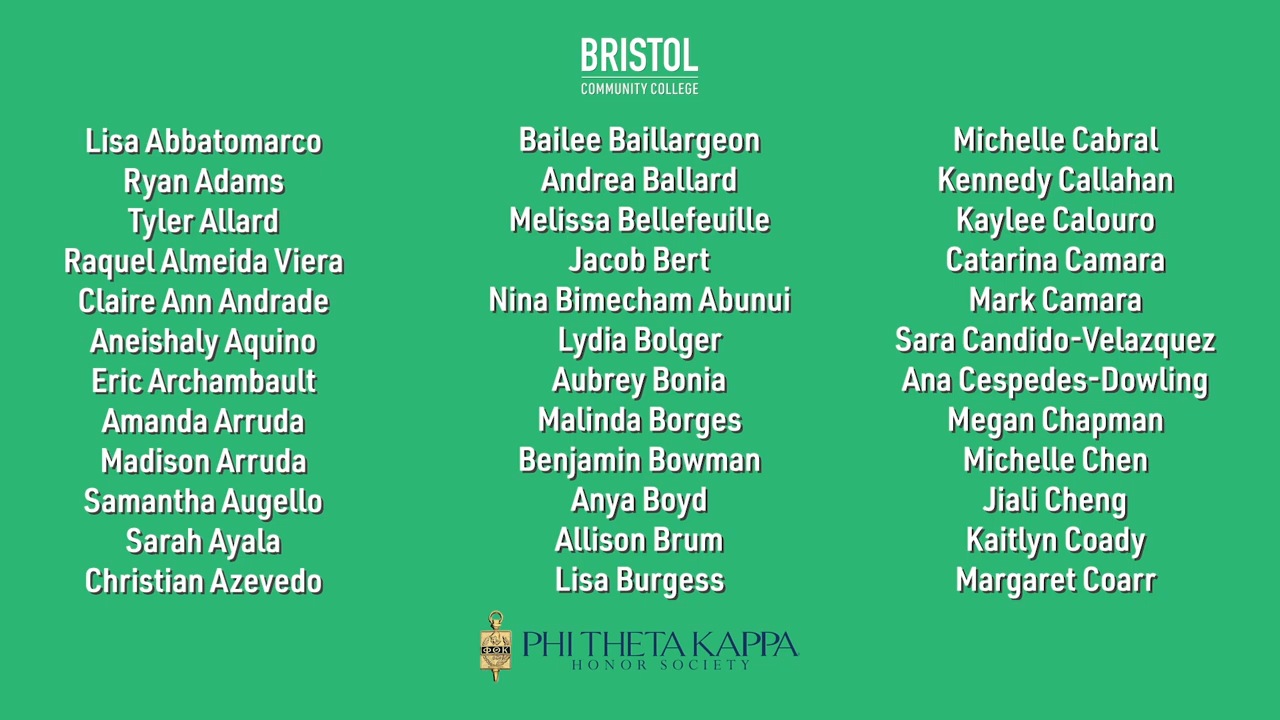 BRISTOL
COMMUNITY COLLEGE
Lisa Abbatomarco
Ryan Adams
Tyler Allard
Raquel Almeida Viera
Claire Ann Andrade
Aneishaly Aquino
Eric Archambault
Amanda Arruda
Madison Arruda
Samantha Augello
Sarah Ayala
Christian Azevedo
Bailee Baillargeon
Andrea Ballard
Melissa Bellefeuille
Jacob Bert
Nina Bimecham Abunui
Lydia Bolger
Aubrey Bonia
Malinda Borges
Benjamin Bowman
Anya Boyd
Allison Brum
Lisa Burgess
Michelle Cabral
Kennedy Callahan
Kaylee Calouro
Catarina Camara
Mark Camara
Sara Candido-Velazquez
Ana Cespedes-Dowling
Megan Chapman
Michelle Chen
Jiali Cheng
Kaitlyn Coady
Margaret Coarr
ΦΘΚ
PHI THETA KAPPA
HONOR SOCIETY